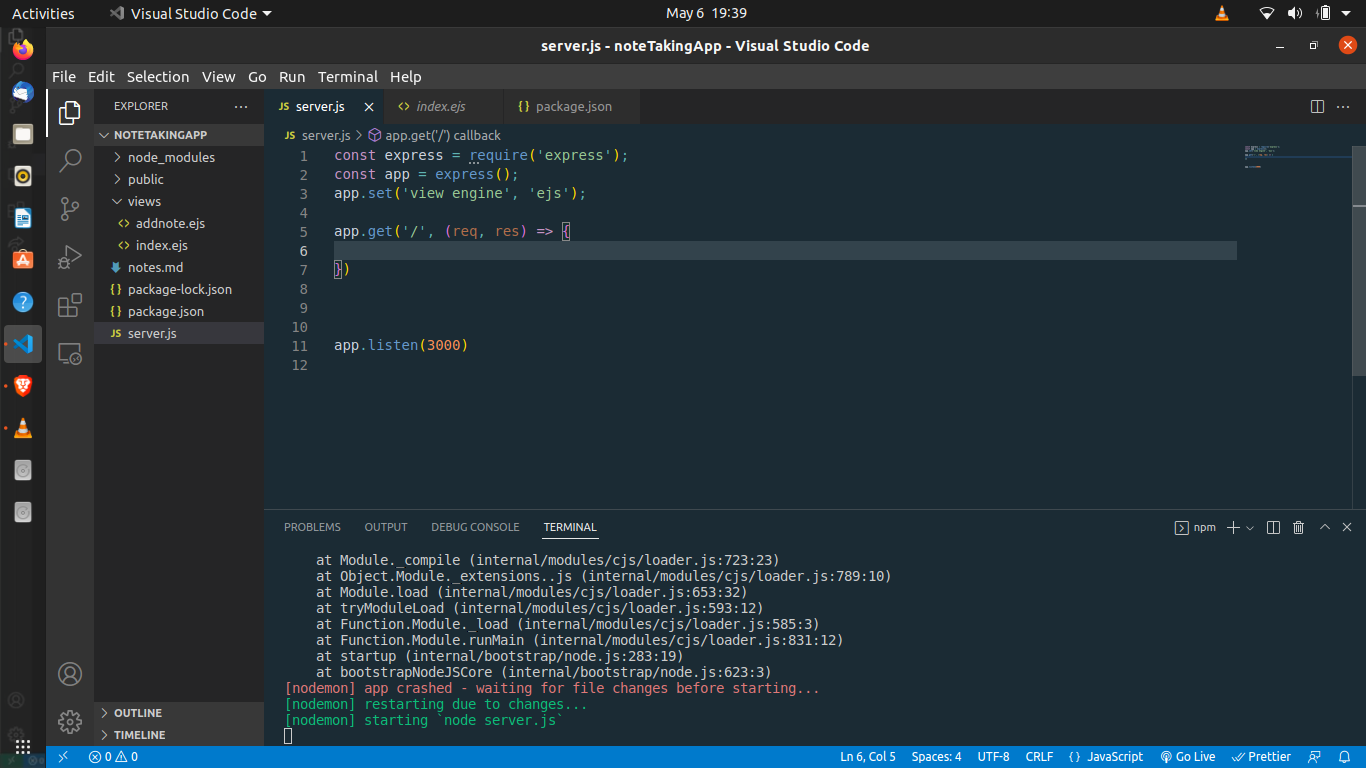 Activities
Visual Studio Code
May 6 19:39
server.js - noteTakingApp - Visual Studio Code
File Edit Selection View Go Run Terminal Help
EXPLORER
NOTETAKINGAPP
node_modules
public
views
addnote.ejs
index.ejs
notes.md
package-lock.json
package.json
JS server.js
OUTLINE
TIMELINE
JS server.js
index.ejs
package.json
JS server.js > app.get('/') callback
1 const express = require('express');
2 const app = express();
3 app.set('view engine', 'ejs');
4
5 app.get('/', (req, res) => {
6
7 })
8
9
10
11 app.listen(3000)
12
PROBLEMS OUTPUT DEBUG CONSOLE TERMINAL
npm
at Module._compile (internal/modules/cjs/loader.js:723:23)
at Object.Module._extensions..js (internal/modules/cjs/loader.js:789:10)
at Module.load (internal/modules/cjs/loader.js:653:32)
at tryModuleLoad (internal/modules/cjs/loader.js:593:12)
at Function.Module._load (internal/modules/cjs/loader.js:585:3)
at Function.Module.runMain (internal/modules/cjs/loader.js:831:12)
at startup (internal/bootstrap/node.js:283:19)
at bootstrapNodeJSCore (internal/bootstrap/node.js:623:3)
[nodemon] app crashed - waiting for file changes before starting...
[nodemon] restarting due to changes...
[nodemon] starting `node server.js`
0 0
Ln 6, Col 5 Spaces: 4 UTF-8 CRLF {} JavaScript Go Live Prettier